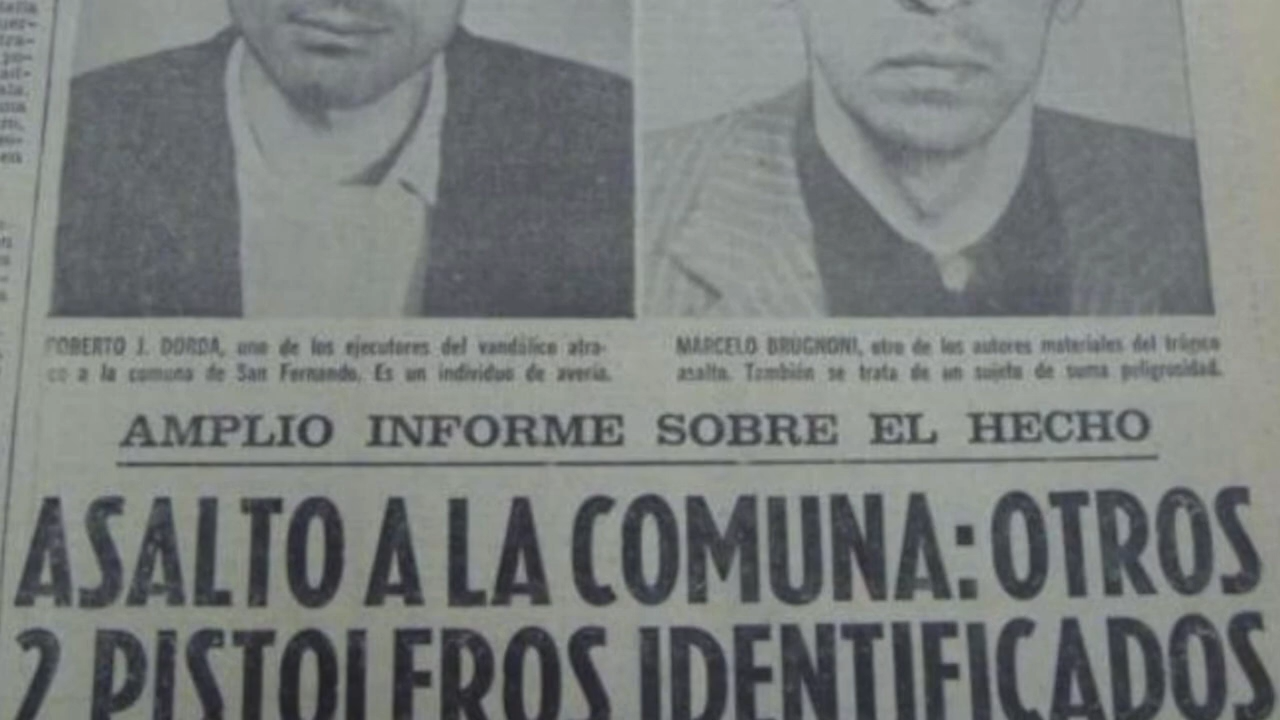 ROBERTO J. DORDA, uno de los ejecutores del vandálico atra-
co a la comuna de San Fernando. Es un individuo de avería.
MARCELO BRUGNONI, otro de los autores materiales del trágico
asalto. También se trata de un sujeto de suma peligrosidad.
AMPLIO INFORME SOBRE EL HECHO
ASALTO A LA COMUNA: OTROS
2 PISTOLEROS IDENTIFICADOS